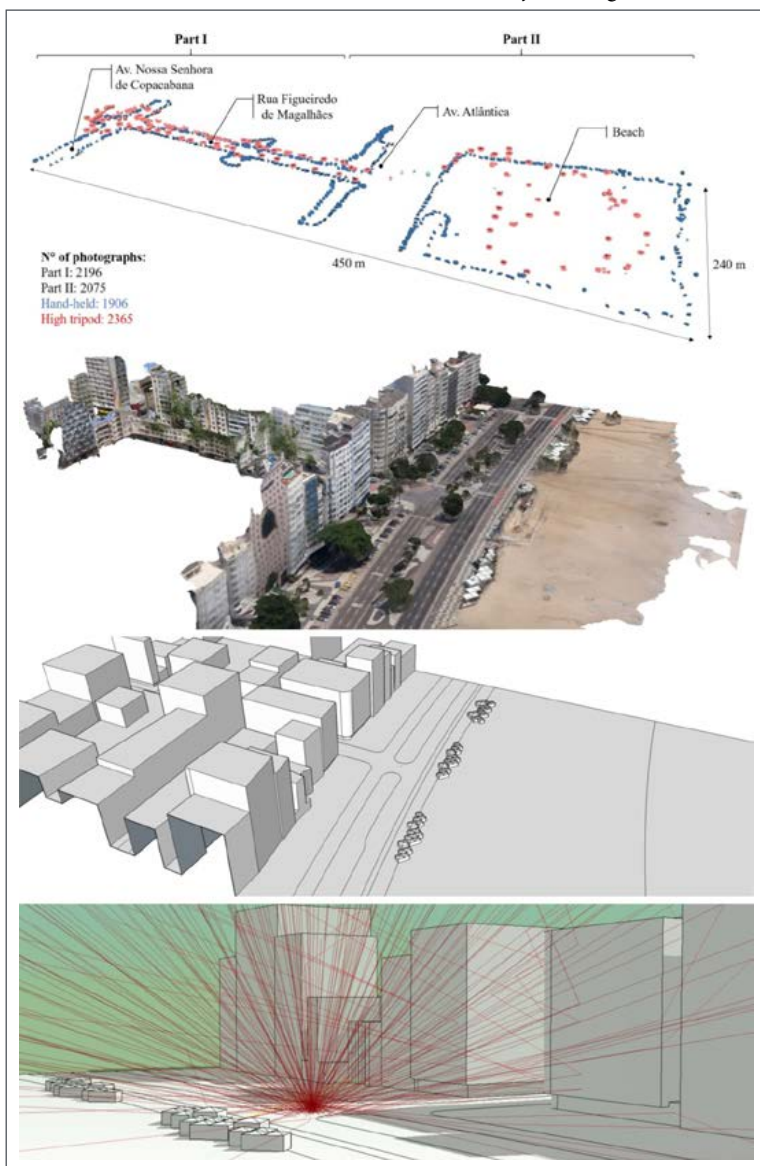 Part I
Part II
Av. Nossa Senhora
de Copacabana
Rua Figueiredo
de Magalhães
Av. Atlântica
Beach
N° of photographs:
Part I: 2196
Part II: 2075
Hand-held: 1906
High tripod: 2365
450 m
240 m